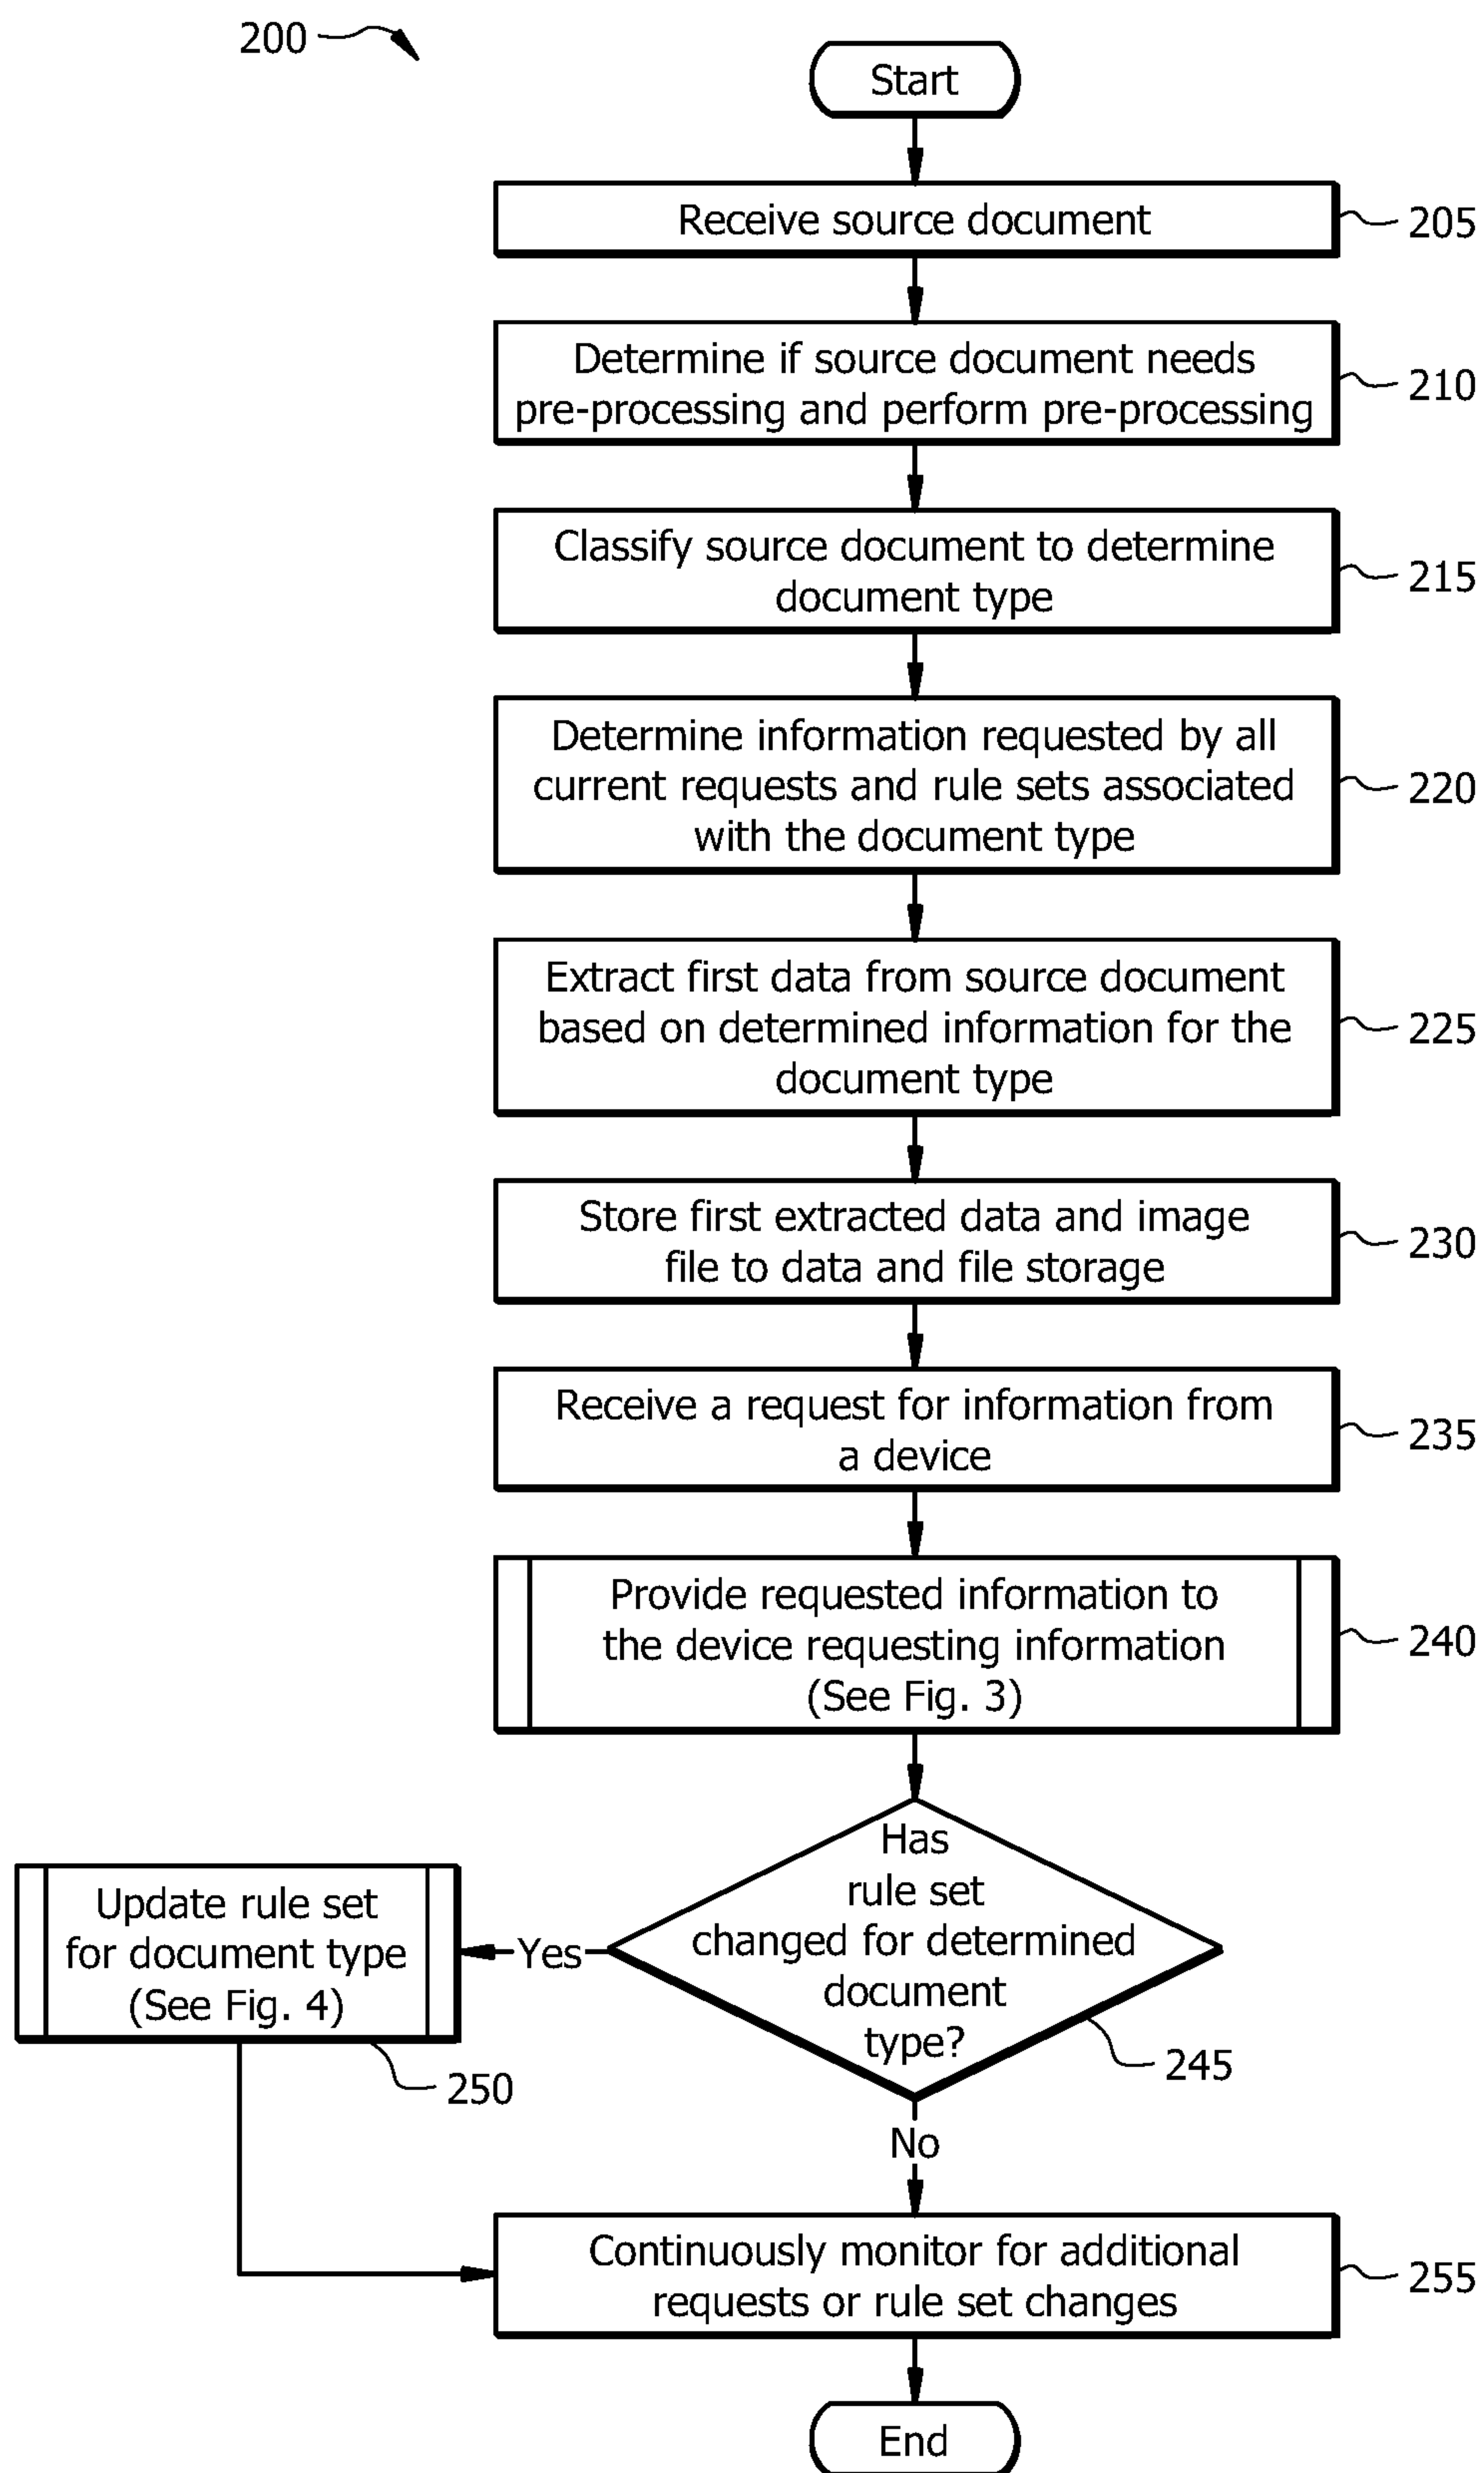 200
Start
Receive source document
205
Determine if source document needs
pre-processing and perform pre-processing
210
Classify source document to determine
document type
215
Determine information requested by all
current requests and rule sets associated
with the document type
220
Extract first data from source document
based on determined information for the
document type
225
Store first extracted data and image
file to data and file storage
230
Receive a request for information from
a device
235
Provide requested information to
the device requesting information
(See Fig. 3)
240
Has
rule set
changed for determined
document
type?
245
Yes
Update rule set
for document type
(See Fig. 4)
250
No
Continuously monitor for additional
requests or rule set changes
255
End